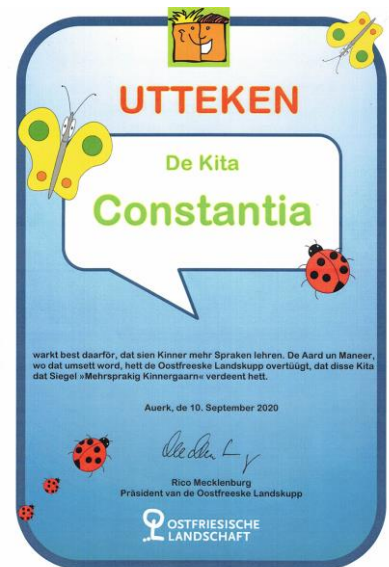 UTTEKEN
De Kita
Constantia
warkt best daarför, dat sien Kinner mehr Spraken lehren. De Aard un Maneer,
wo dat umsett word, hett de Oostfreeske Landskupp overtüügt, dat disse Kita
dat Siegel »Mehrsprakig Kinnergaarn« verdeent hett.
Auerk, de 10. September 2020
Rico Mecklenburg
Präsident van de Oostfreeske Landskupp
OSTFRIESISCHE
LANDSCHAFT